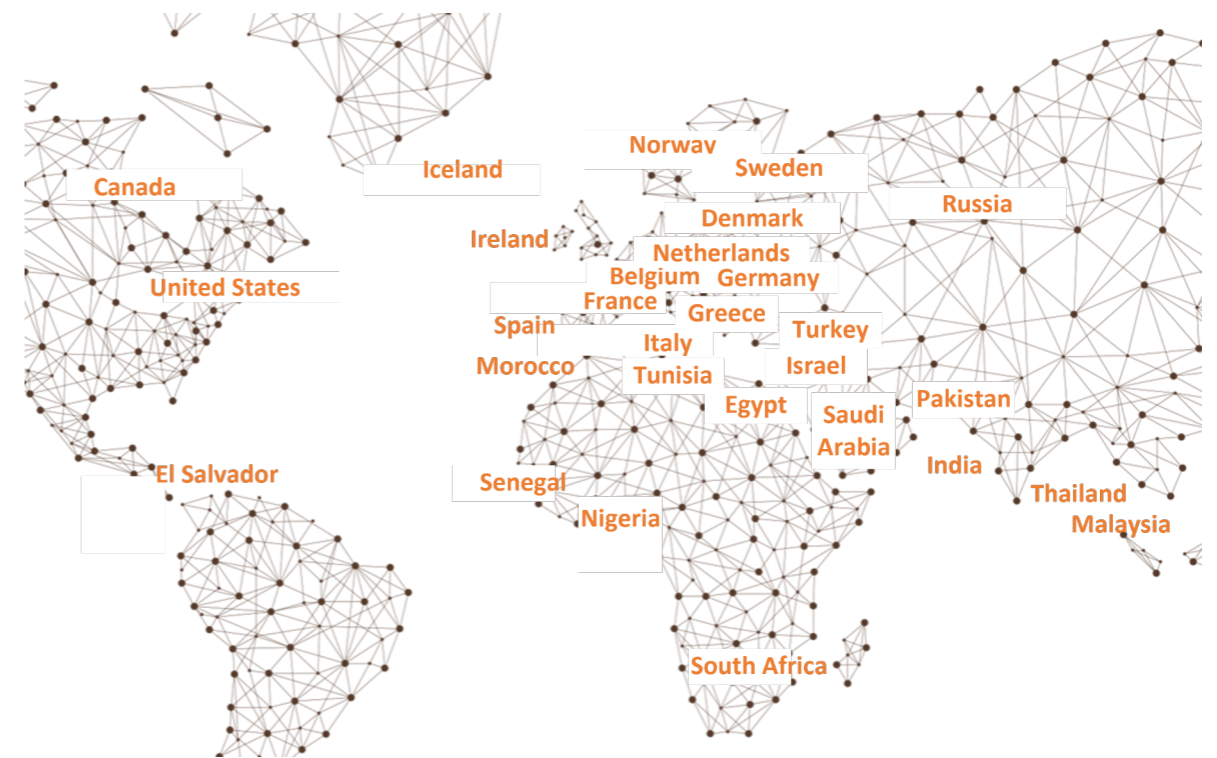 Norway
Sweden
Iceland
Canada
Russia
Denmark
Ireland
Netherlands
Belgium
Germany
United States
France
Greece
Spain
Turkey
Italy
Morocco
Israel
Tunisia
Pakistan
Egypt
Saudi
Arabia
India
El Salvador
Senegal
Thailand
Nigeria
Malaysia
South Africa